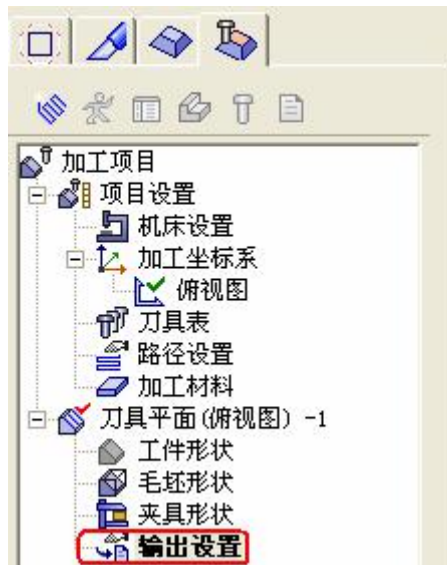 加工项目
项目设置
机床设置
加工坐标系
俯视图
刀具表
路径设置
加工材料
刀具平面(俯视图) -1
工件形状
毛坯形状
夹具形状
输出设置